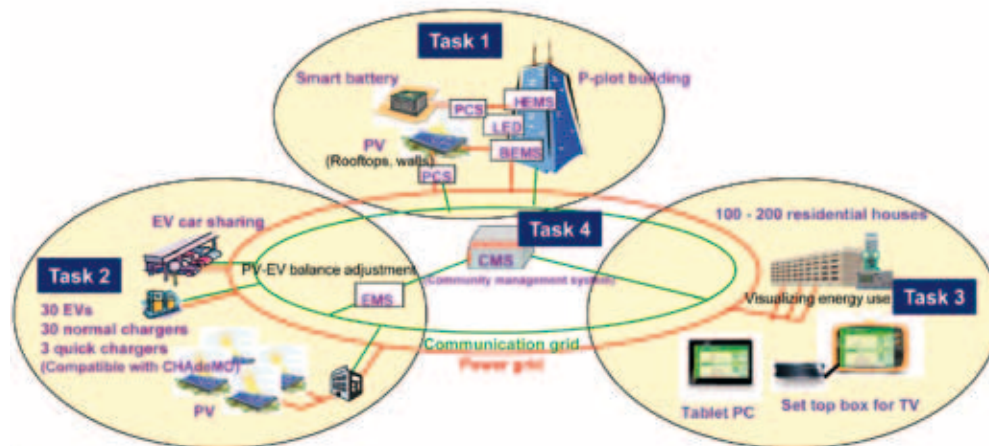 Task 1
Smart battery
P-plot building
PCS
HEMS
LED
PV
BEMS
(Rooftops, walls)
PCS
EV car sharing
Task 2
PV-EV balance adjustment
EMS
30 EVs
30 normal chargers
3 quick chargers
(Compatible with CHAdeMO)
PV
Task 4
CMS
(Community management system)
Communication grid
Power grid
100 - 200 residential houses
Visualizing energy use
Task 3
Tablet PC
Set top box for TV